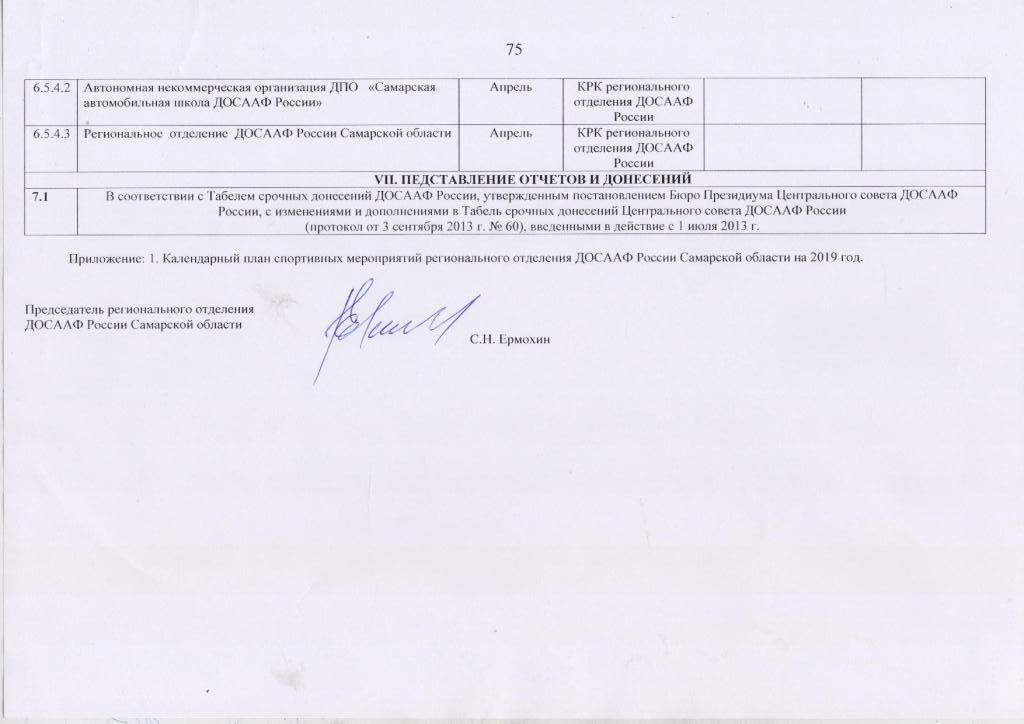 75
6.5.4.2 Автономная некоммерческая организация ДПО «Самарская автомобильная школа ДОСААФ России» Апрель КРК регионального отделения ДОСААФ России
6.5.4.3 Региональное отделение ДОСААФ России Самарской области Апрель КРК регионального отделения ДОСААФ России
VII. ПЕДСТАВЛЕНИЕ ОТЧЕТОВ И ДОНЕСЕНИЙ
7.1 В соответствии с Табелем срочных донесений ДОСААФ России, утвержденным постановлением Бюро Президиума Центрального совета ДОСААФ
России, с изменениями и дополнениями в Табель срочных донесений Центрального совета ДОСААФ России
(протокол от 3 сентября 2013 г. № 60), введенными в действие с 1 июля 2013 г.
Приложение: 1. Календарный план спортивных мероприятий регионального отделения ДОСААФ России Самарской области на 2019 год.
Председатель регионального отделения
ДОСААФ России Самарской области
С.Н. Ермохин